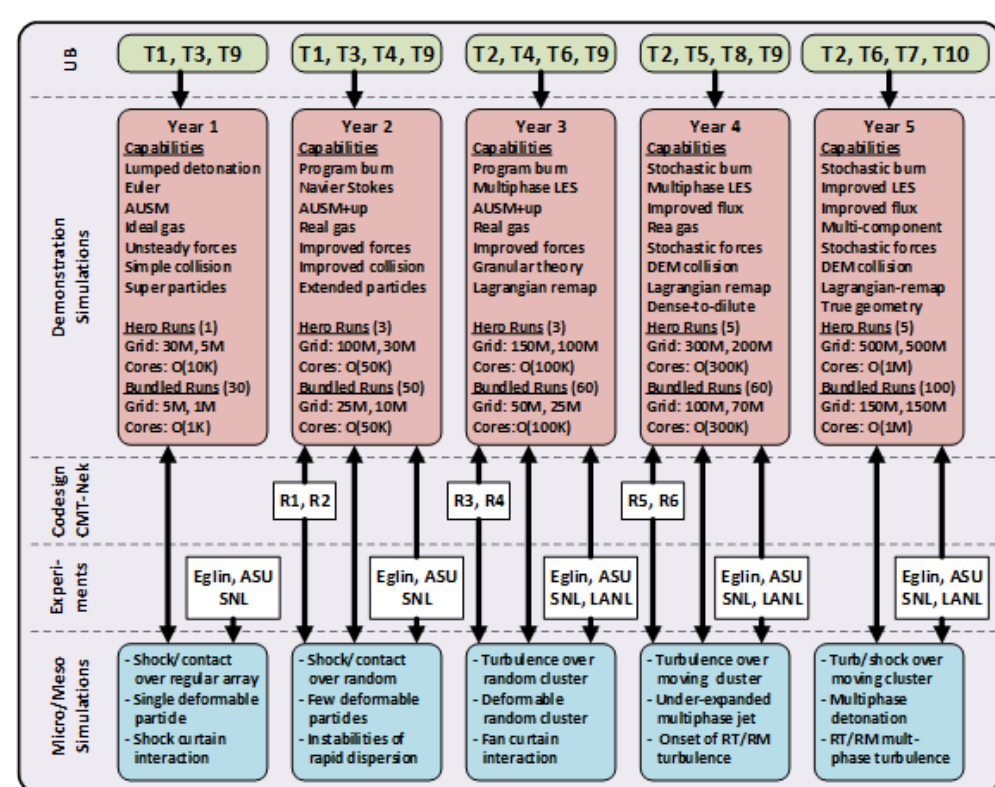 UB
T1, T3, T9
T1, T3, T4, T9
T2, T4, T6, T9
T2, T5, T8, T9
T2, T6, T7, T10
Demonstration
Simulations
Year 1
Capabilities
Lumped detonation
Euler
AUSM
Ideal gas
Unsteady forces
Simple collision
Super particles
Hero Runs (1)
Grid: 30M, 5M
Cores: O(10K)
Bundled Runs (30)
Grid: 5M, 1M
Cores: O(1K)
Year 2
Capabilities
Program burn
Navier Stokes
AUSM+up
Real gas
Improved forces
Improved collision
Extended particles
Hero Runs (3)
Grid: 100M, 30M
Cores: O(50K)
Bundled Runs (50)
Grid: 25M, 10M
Cores: O(50K)
Year 3
Capabilities
Program burn
Multiphase LES
AUSM+up
Real gas
Improved forces
Granular theory
Lagrangian remap
Hero Runs (3)
Grid: 150M, 100M
Cores: O(100K)
Bundled Runs (60)
Grid: 50M, 25M
Cores:O(100K)
Year 4
Capabilities
Stochastic burn
Multiphase LES
Improved flux
Rea gas
Stochastic forces
DEM collision
Lagrangian remap
Dense-to-dilute
Hero Runs (5)
Grid: 300M, 200M
Cores: O(300K)
Bundled Runs (60)
Grid: 100M, 70M
Cores: O(300K)
Year 5
Capabilities
Stochastic burn
Improved LES
Improved flux
Multi-component
Stochastic forces
DEM collision
Lagrangian-remap
True geometry
Hero Runs (5)
Grid: 500M, 500M
Cores: O(1M)
Bundled Runs (100)
Grid: 150M, 150M
Cores: O(1M)
Codesign
CMT-Nek
R1, R2
R3, R4
R5, R6
Experi-
ments
Eglin, ASU
SNL
Eglin, ASU
SNL
Eglin, ASU
SNL, LANL
Eglin, ASU
SNL, LANL
Eglin, ASU
SNL, LANL
Micro/Meso
Simulations
- Shock/contact
over regular array
- Single deformable
particle
- Shock curtain
interaction
- Shock/contact
over random
- Few deformable
particles
- Instabilities of
rapid dispersion
- Turbulence over
random cluster
- Deformable
random cluster
- Fan curtain
interaction
- Turbulence over
moving cluster
- Under-expanded
multiphase jet
- Onset of RT/RM
turbulence
- Turb/shock over
moving cluster
- Multiphase
detonation
- RT/RM mult-
phase turbulence